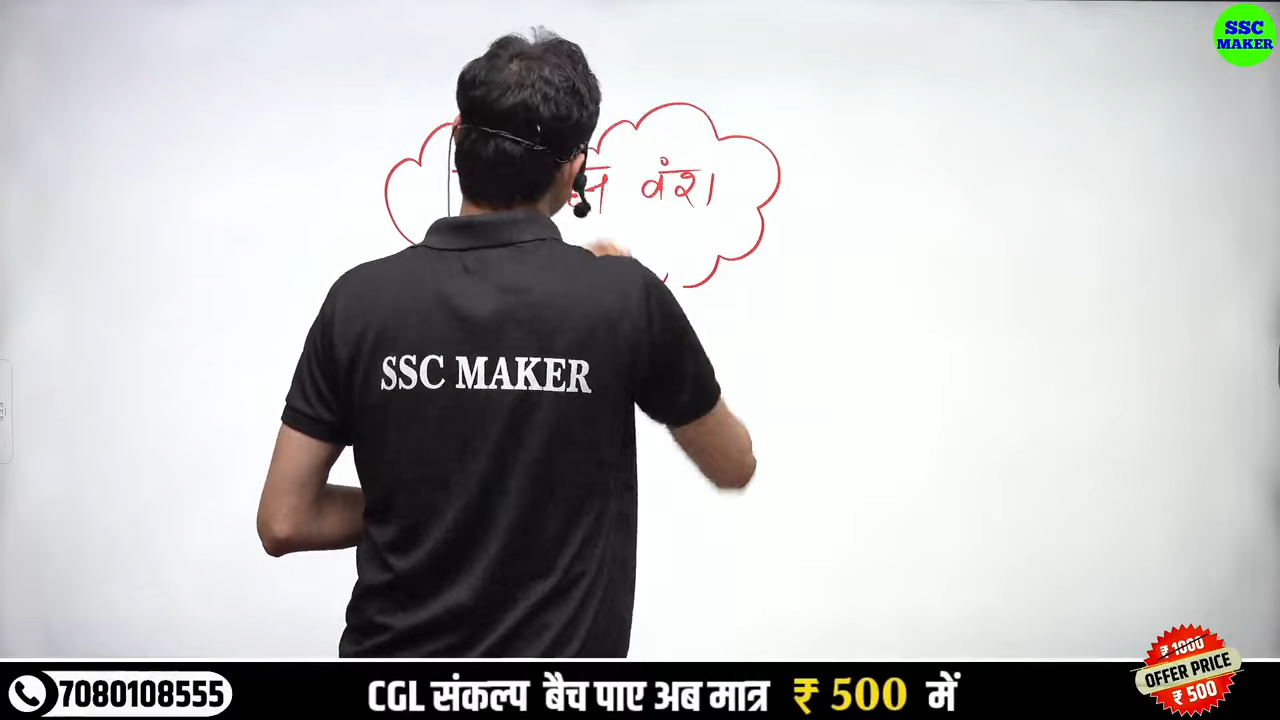 SSC
MAKER
वंश
SSC MAKER
7080108555
CGL संकल्प बैच पाए अब मात्र ₹ 500 में
₹ 1000
OFFER PRICE
₹ 500